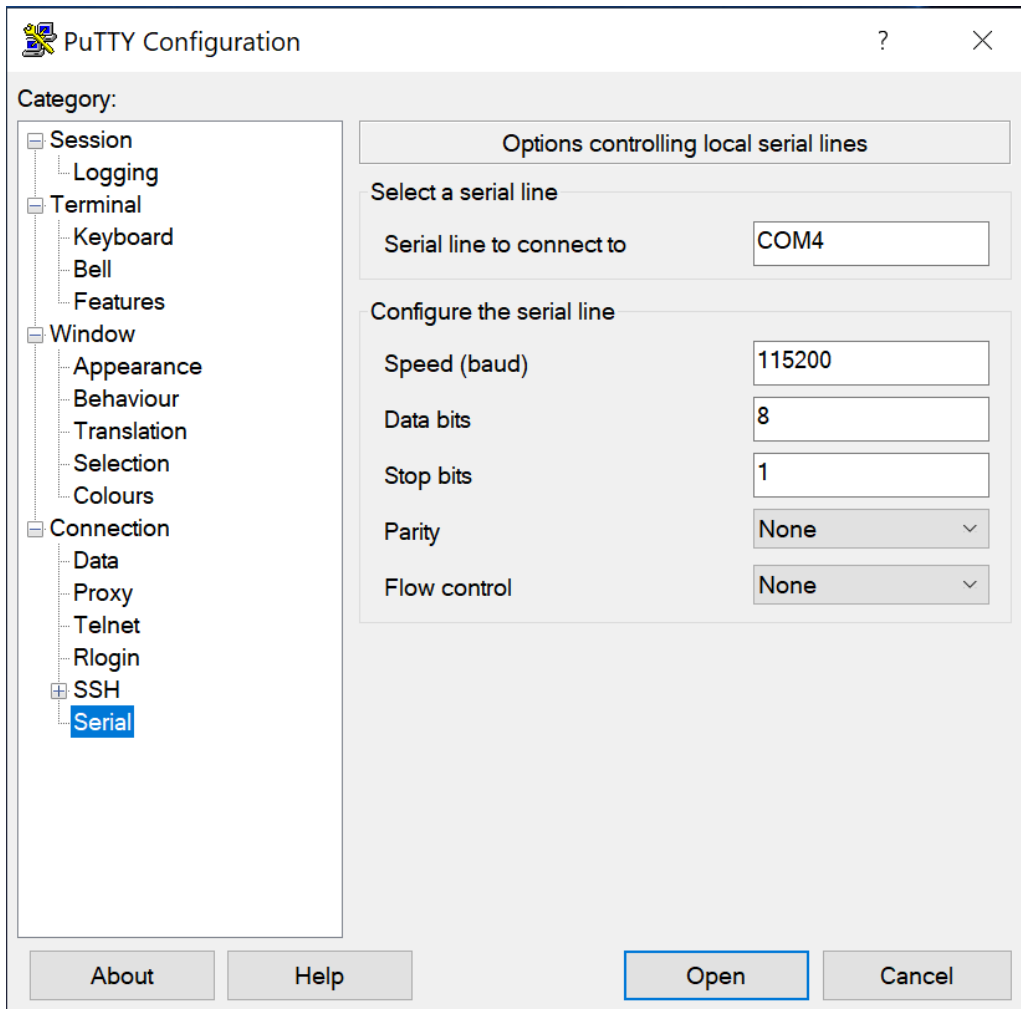 PuTTY Configuration
?
Category:
Session
Logging
Terminal
Keyboard
Bell
Features
Window
Appearance
Behaviour
Translation
Selection
Colours
Connection
Data
Proxy
Telnet
Rlogin
SSH
Serial
Options controlling local serial lines
Select a serial line
Serial line to connect to COM4
Configure the serial line
Speed (baud) 115200
Data bits 8
Stop bits 1
Parity None
Flow control None
About Help Open Cancel